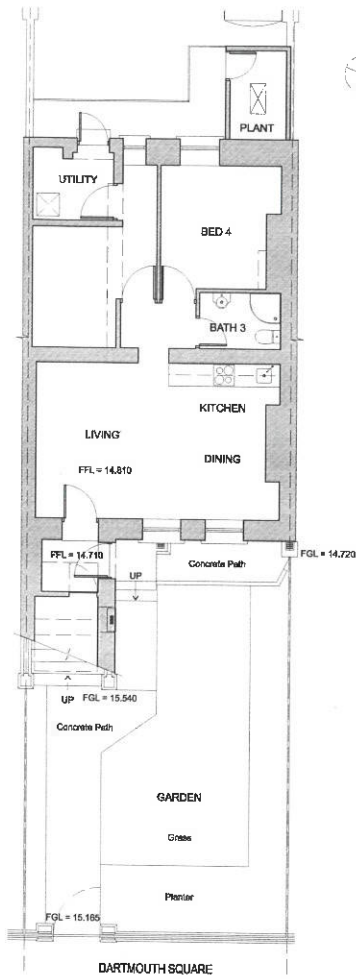 PLANT
UTILITY
BED 4
BATH 3
KITCHEN
LIVING
DINING
FFL = 14.810
FFL = 14.710
FGL = 14.720
Concrete Path
UP
UP
FGL = 15.540
Concrete Path
GARDEN
Grass
Planter
FGL = 15.165
DARTMOUTH SQUARE